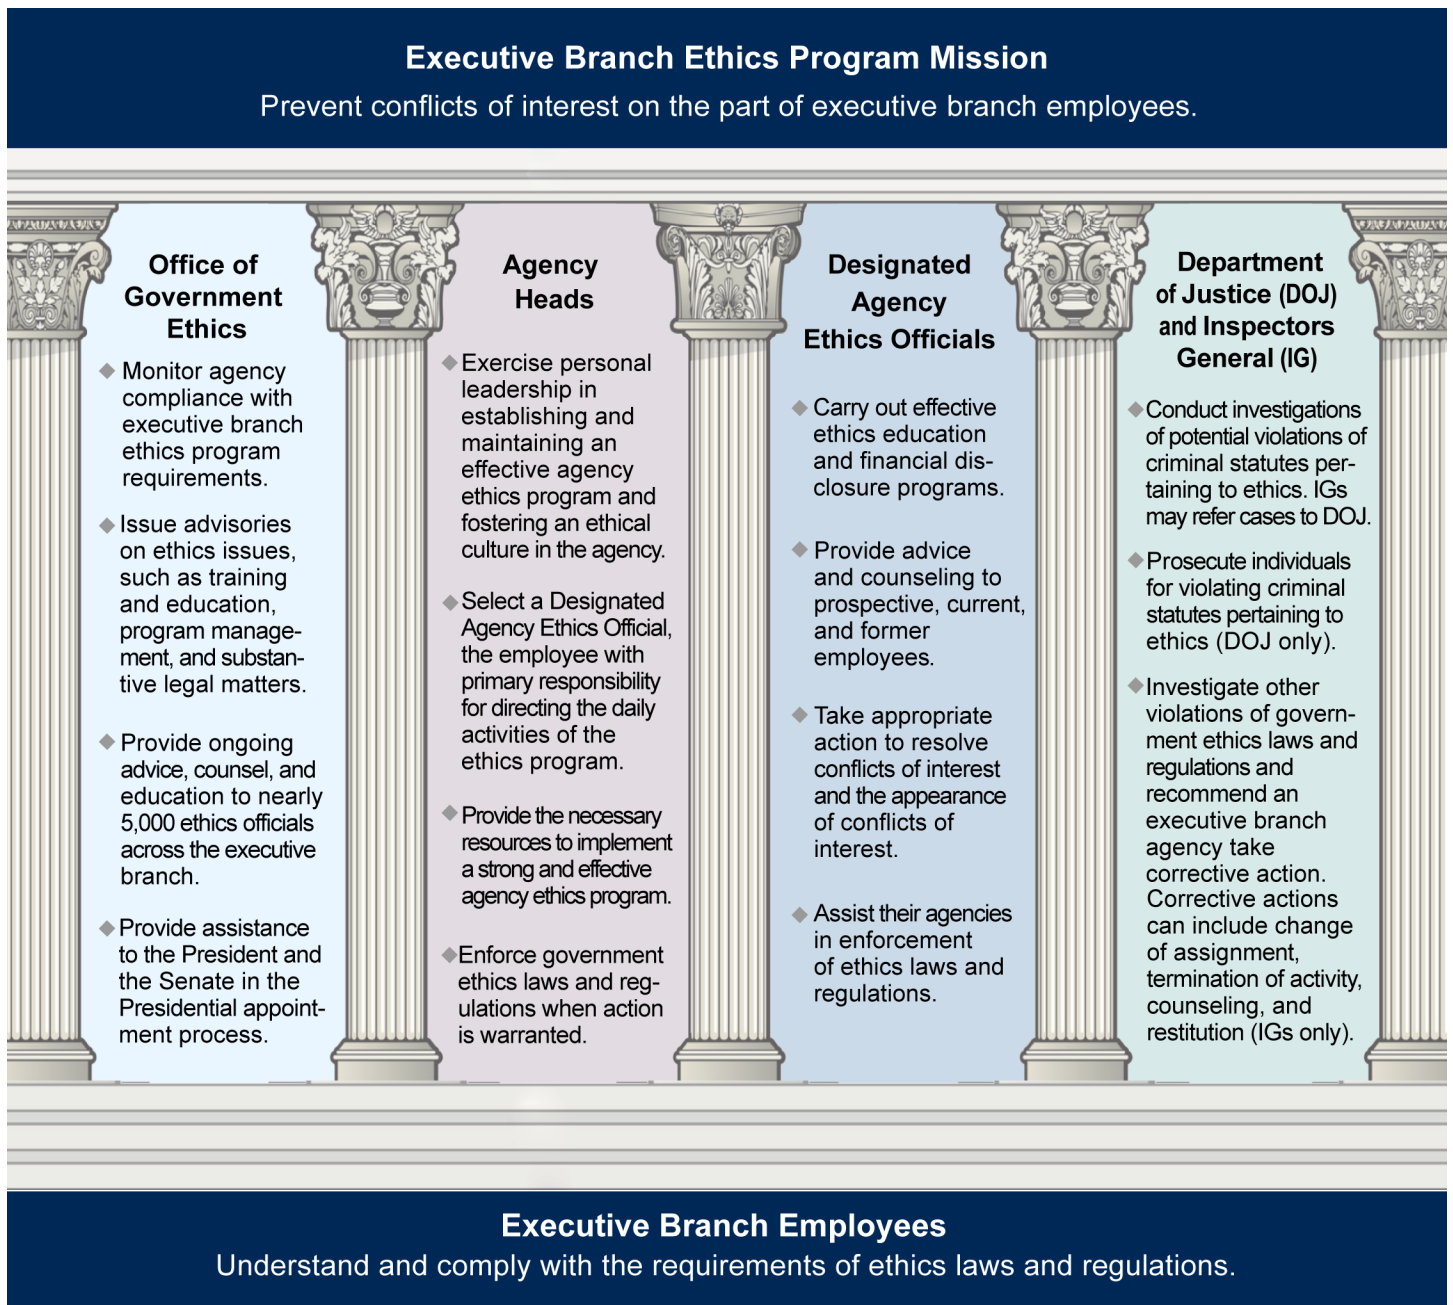 Executive Branch Ethics Program Mission
Prevent conflicts of interest on the part of executive branch employees.
Office of
Government
Ethics
Monitor agency
compliance with
executive branch
ethics program
requirements.
Issue advisories
on ethics issues,
such as training
and education,
program manage-
ment, and substan-
tive legal matters.
Provide ongoing
advice, counsel, and
education to nearly
5,000 ethics officials
across the executive
branch.
Provide assistance
to the President and
the Senate in the
Presidential appoint-
ment process.
Agency
Heads
Exercise personal
leadership in
establishing and
maintaining an
effective agency
ethics program and
fostering an ethical
culture in the agency.
Select a Designated
Agency Ethics Official,
the employee with
primary responsibility
for directing the daily
activities of the
ethics program.
Provide the necessary
resources to implement
a strong and effective
agency ethics program.
Enforce government
ethics laws and reg-
ulations when action
is warranted.
Designated
Agency
Ethics Officials
Carry out effective
ethics education
and financial dis-
closure programs.
Provide advice
and counseling to
prospective, current,
and former
employees.
Take appropriate
action to resolve
conflicts of interest
and the appearance
of conflicts of
interest.
Assist their agencies
in enforcement
of ethics laws and
regulations.
Department
of Justice (DOJ)
and Inspectors
General (IG)
Conduct investigations
of potential violations of
criminal statutes per-
taining to ethics. IGs
may refer cases to DOJ.
Prosecute individuals
for violating criminal
statutes pertaining to
ethics (DOJ only).
Investigate other
violations of govern-
ment ethics laws and
regulations and
recommend an
executive branch
agency take
corrective action.
Corrective actions
can include change
of assignment,
termination of activity,
counseling, and
restitution (IGs only).
Executive Branch Employees
Understand and comply with the requirements of ethics laws and regulations.